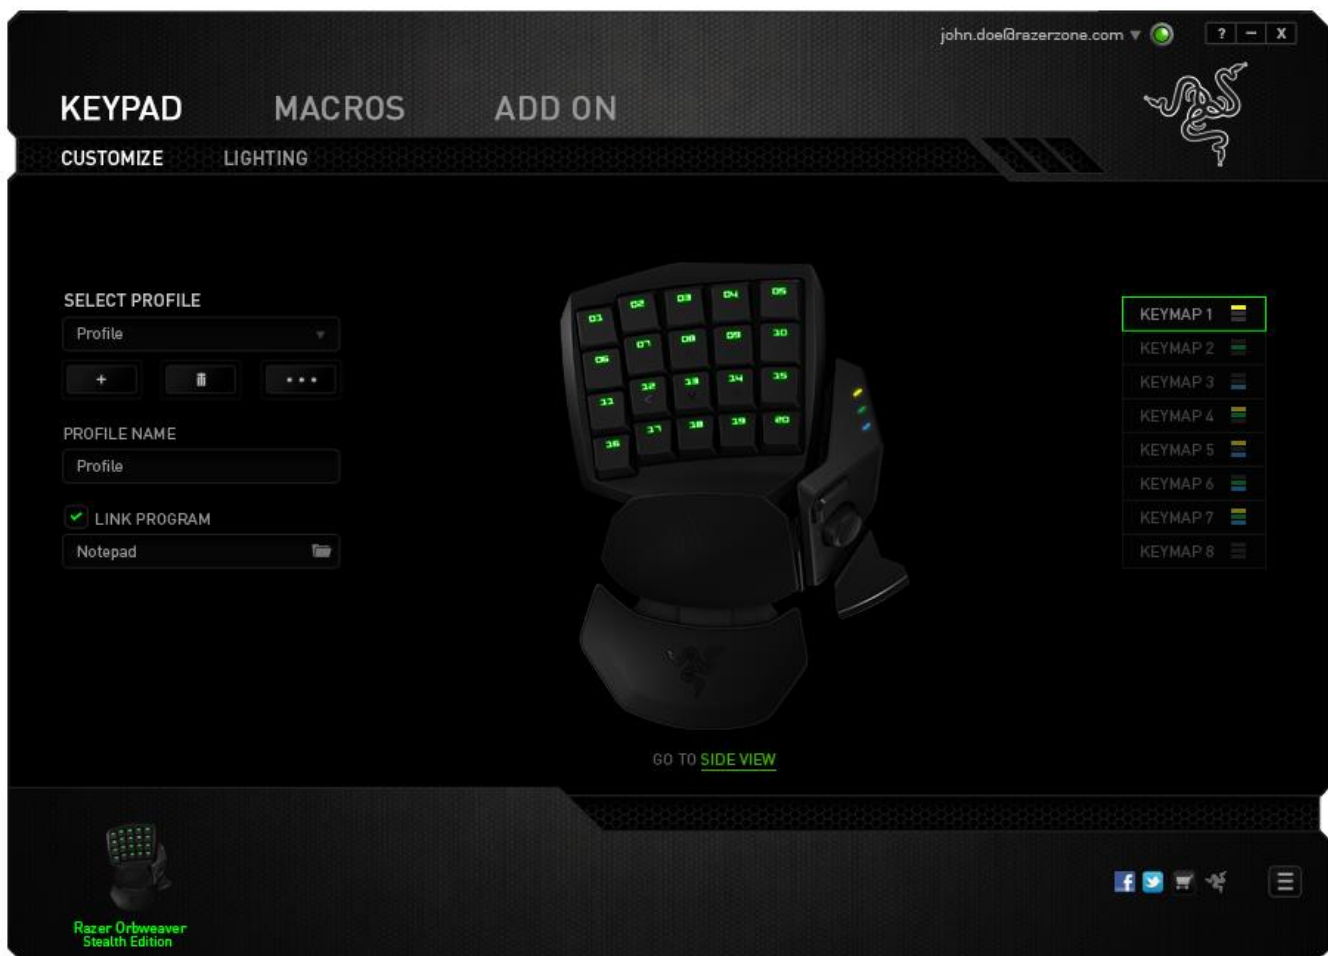 john.doe@razerzone.com
? – X
KEYPAD MACROS ADD ON
CUSTOMIZE LIGHTING
SELECT PROFILE
Profile
+
PROFILE NAME
Profile
LINK PROGRAM
Notepad
01 02 03 04 05
06 07 08 09 10
11 12 13 14 15
16 17 18 19 20
KEYMAP 1
KEYMAP 2
KEYMAP 3
KEYMAP 4
KEYMAP 5
KEYMAP 6
KEYMAP 7
KEYMAP 8
GO TO SIDE VIEW
Razer Orbweaver
Stealth Edition